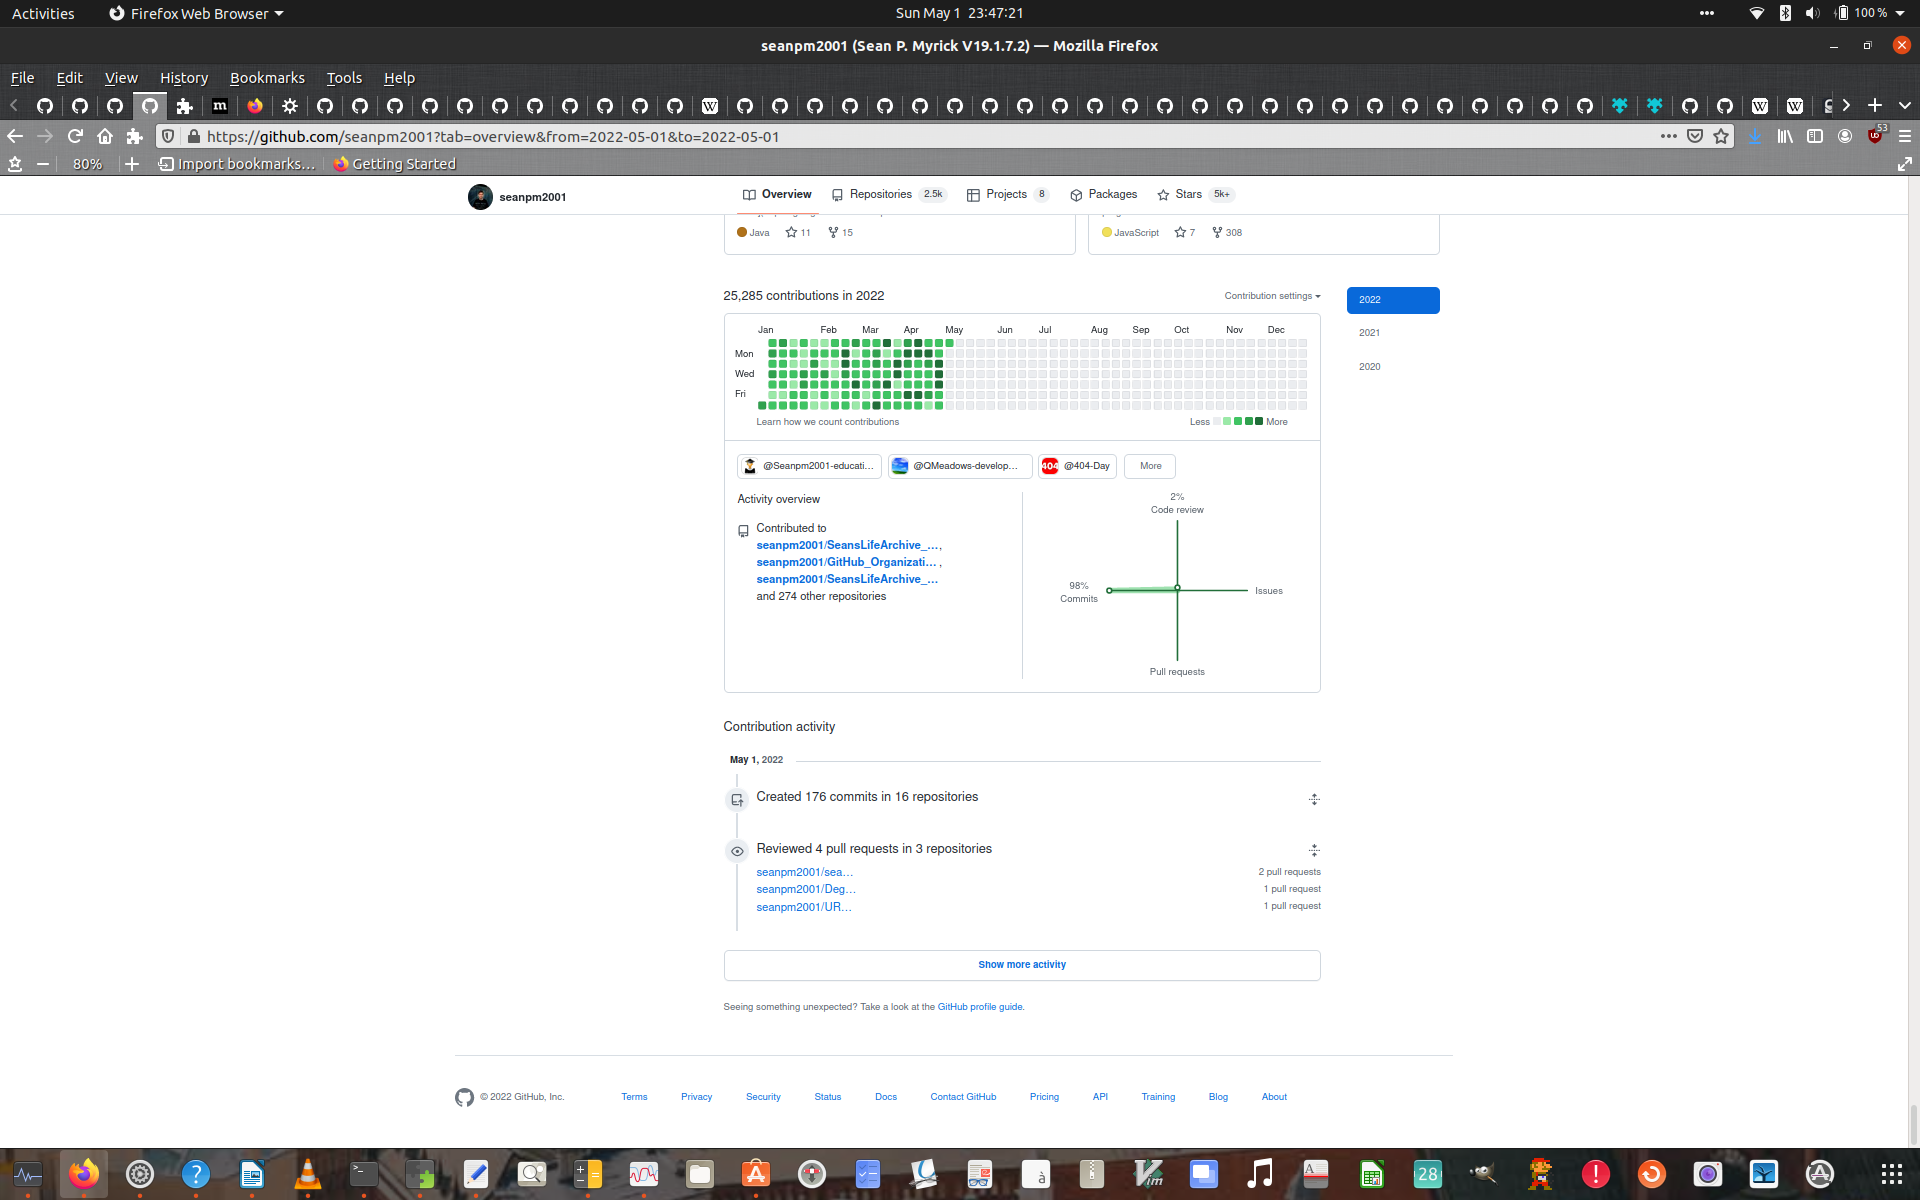 Activities
Firefox Web Browser
Sun May 1 23:47:21
100 %
seanpm2001 (Sean P. Myrick V19.1.7.2) — Mozilla Firefox
File Edit View History Bookmarks Tools Help
https://github.com/seanpm2001?tab=overview&from=2022-05-01&to=2022-05-01
53
80%
Import bookmarks...
Getting Started
seanpm2001
Overview
Repositories 2.5k
Projects 8
Packages
Stars 5k+
Java 11 15
JavaScript 7 308
25,285 contributions in 2022
Contribution settings
2022
2021
2020
Jan Feb Mar Apr May Jun Jul Aug Sep Oct Nov Dec
Mon
Wed
Fri
Learn how we count contributions
Less More
@Seanpm2001-educati...
@QMeadows-develop...
404 @404-Day
More
Activity overview
Contributed to
seanpm2001/SeansLifeArchive_... ,
seanpm2001/GitHub_Organizati... ,
seanpm2001/SeansLifeArchive_...
and 274 other repositories
2%
Code review
98%
Commits
Issues
Pull requests
Contribution activity
May 1, 2022
Created 176 commits in 16 repositories
Reviewed 4 pull requests in 3 repositories
seanpm2001/sea... 2 pull requests
seanpm2001/Deg... 1 pull request
seanpm2001/UR... 1 pull request
Show more activity
Seeing something unexpected? Take a look at the GitHub profile guide.
© 2022 GitHub, Inc.
Terms Privacy Security Status Docs Contact GitHub Pricing API Training Blog About
28